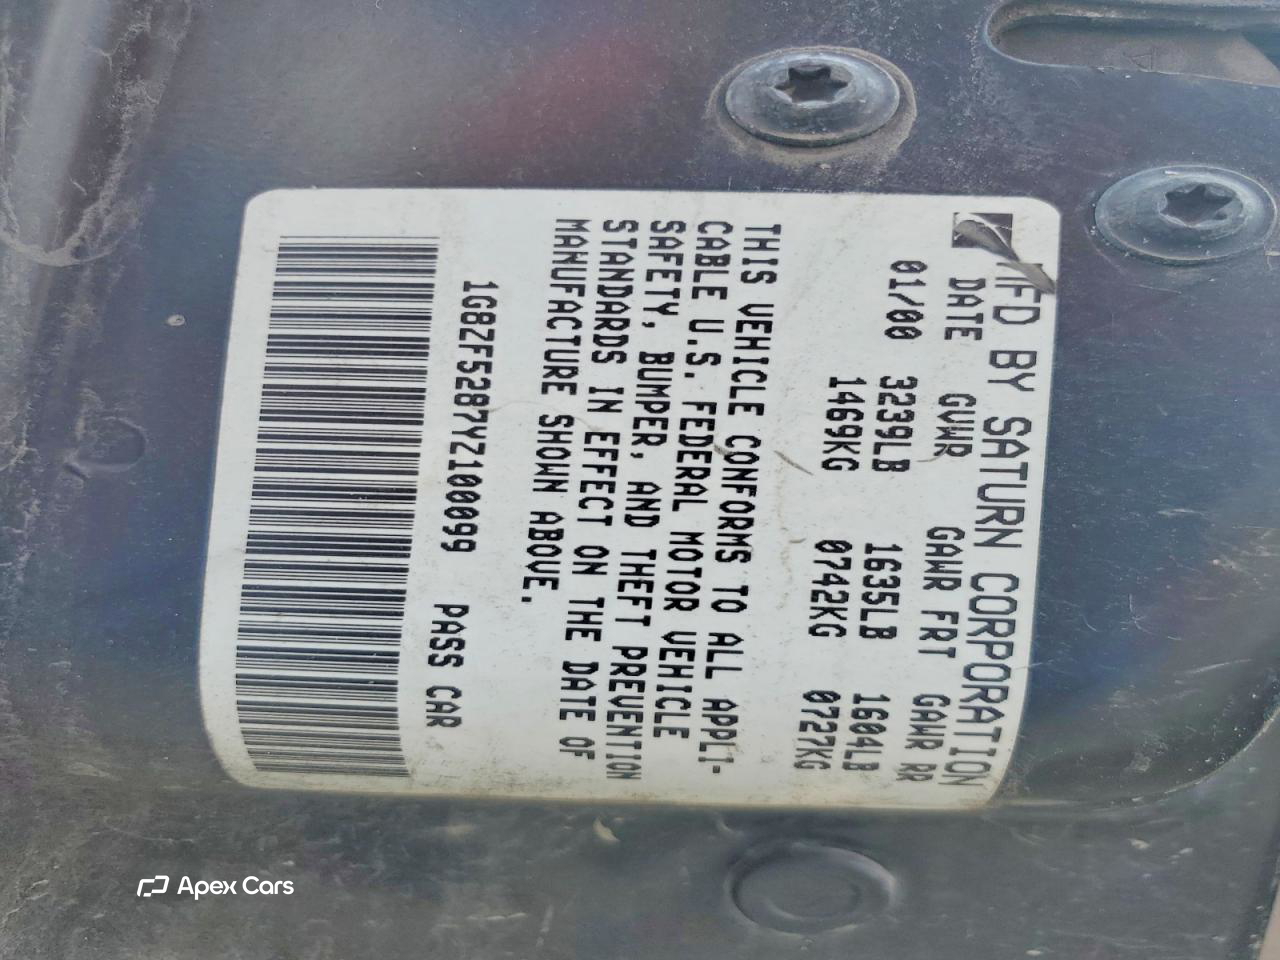 MFD BY SATURN CORPORATION
DATE GVWR GAWR FRT GAWR RR
01/00 3239LB 1635LB 1604LB
1469KG 0742KG 0727KG
THIS VEHICLE CONFORMS TO ALL APPLI-
CABLE U.S. FEDERAL MOTOR VEHICLE
SAFETY, BUMPER, AND THEFT PREVENTION
STANDARDS IN EFFECT ON THE DATE OF
MANUFACTURE SHOWN ABOVE.
1G8ZF5287YZ100099 PASS CAR
Apex Cars